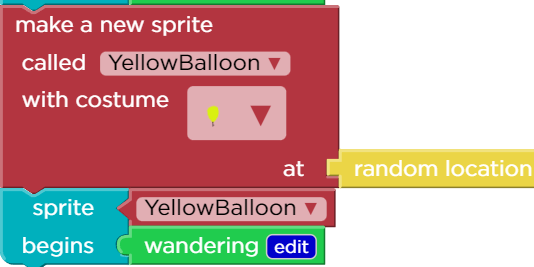 make a new sprite
called YellowBalloon ▼
with costume ▼
at random location
sprite YellowBalloon ▼
begins wandering edit